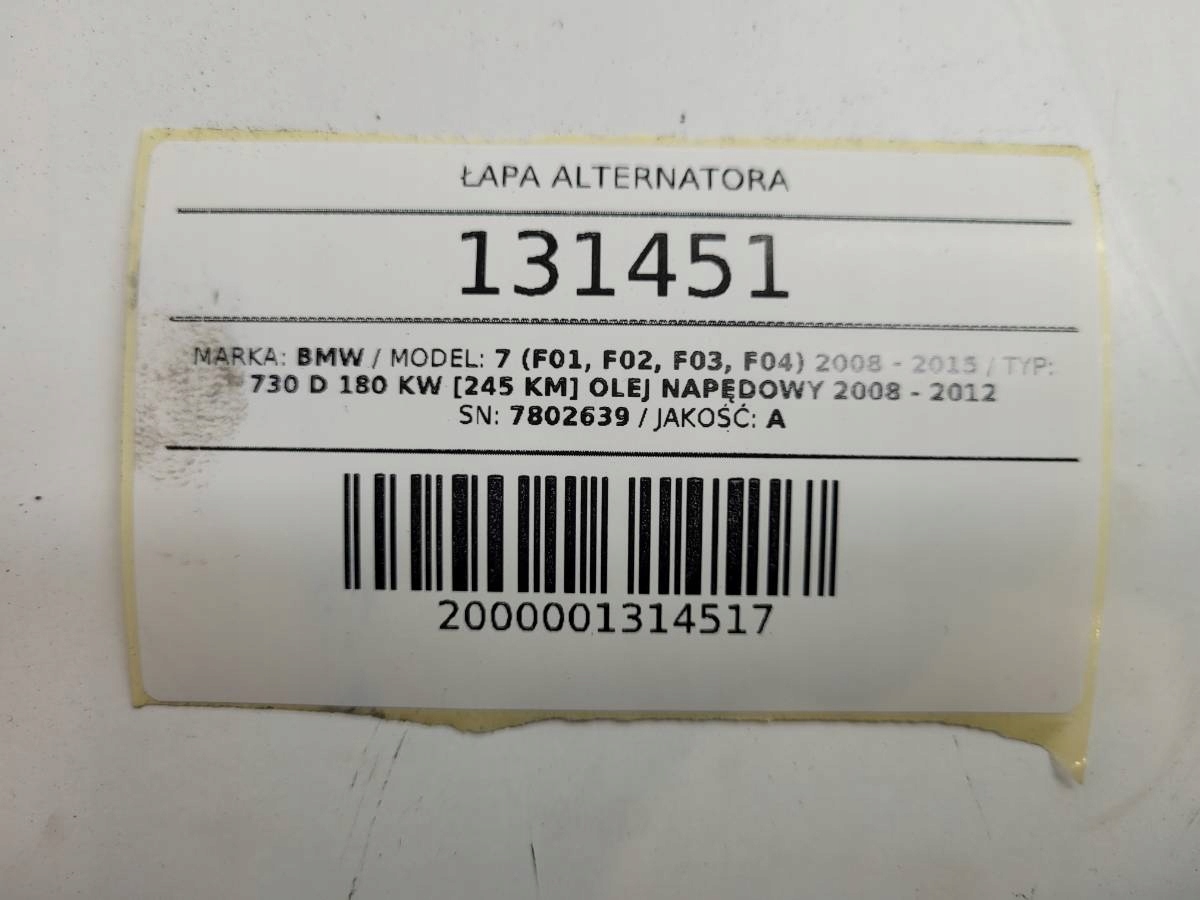 ŁAPA ALTERNATORA
131451
MARKA: BMW / MODEL: 7 (F01, F02, F03, F04) 2008 - 2015 / TYP:
730 D 180 KW [245 KM] OLEJ NAPĘDOWY 2008 - 2012
SN: 7802639 / JAKOŚĆ: A
2000001314517